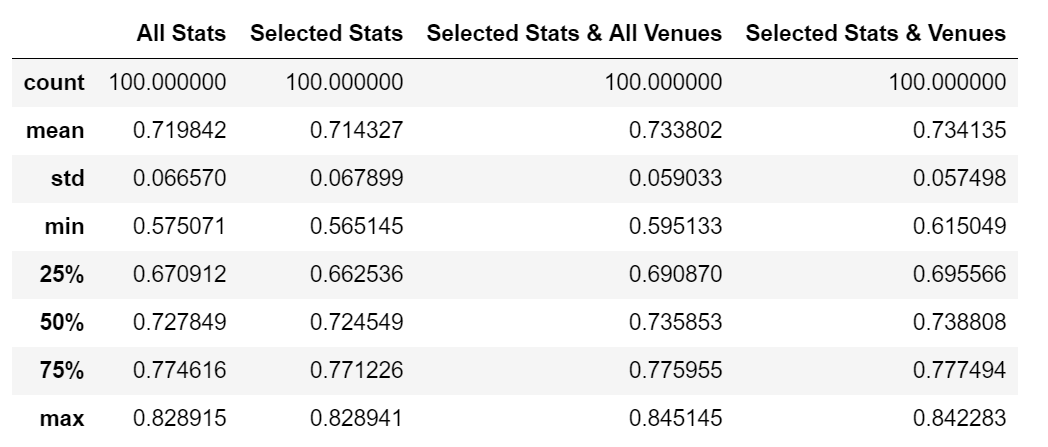 All Stats Selected Stats Selected Stats & All Venues Selected Stats & Venues
count 100.000000 100.000000 100.000000 100.000000
mean 0.719842 0.714327 0.733802 0.734135
std 0.066570 0.067899 0.059033 0.057498
min 0.575071 0.565145 0.595133 0.615049
25% 0.670912 0.662536 0.690870 0.695566
50% 0.727849 0.724549 0.735853 0.738808
75% 0.774616 0.771226 0.775955 0.777494
max 0.828915 0.828941 0.845145 0.842283